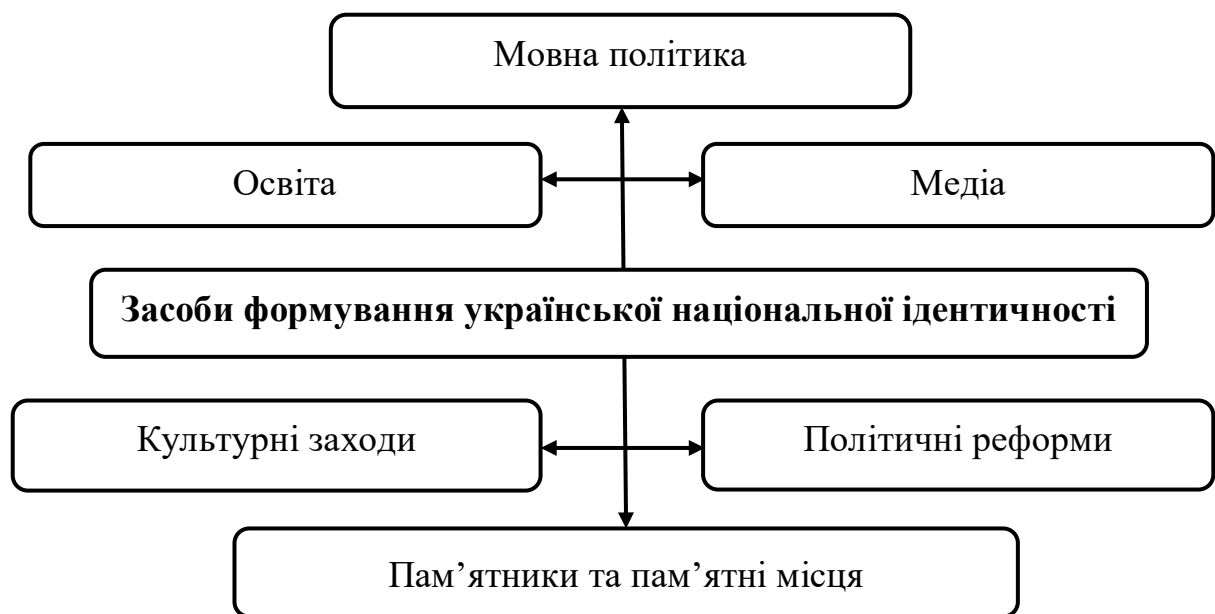 Мовна політика
Освіта
Медіа
Засоби формування української національної ідентичності
Культурні заходи
Політичні реформи
Пам’ятники та пам’ятні місця